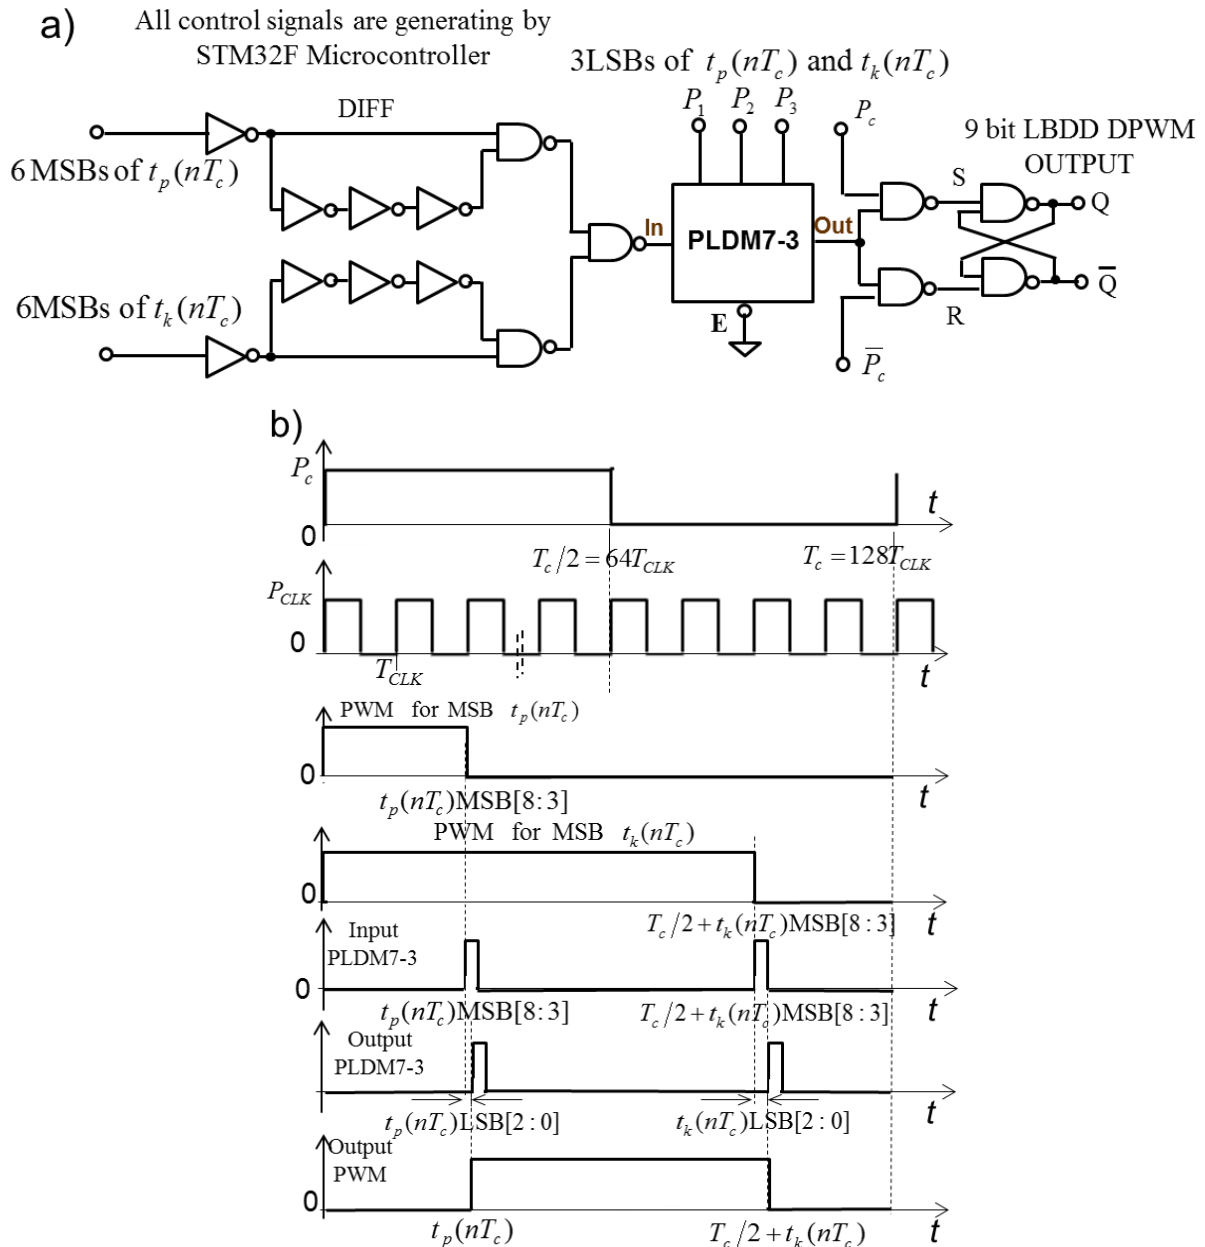 a)
All control signals are generating by
STM32F Microcontroller
3LSBs of t_p(nT_c) and t_k(nT_c)
P_1 P_2 P_3
P_c
DIFF
9 bit LBDD DPWM
OUTPUT
6 MSBs of t_p(nT_c)
S
Q
In
PLDM7-3
Out
6MSBs of t_k(nT_c)
Q̅
E
R
P̅_c
b)
P_c
0
t
T_c/2 = 64T_CLK
T_c = 128T_CLK
P_CLK
0
T_CLK
t
PWM for MSB t_p(nT_c)
0
t_p(nT_c)MSB[8:3]
t
PWM for MSB t_k(nT_c)
0
T_c/2 + t_k(nT_c)MSB[8:3]
t
Input
PLDM7-3
0
t_p(nT_c)MSB[8:3]
T_c/2 + t_k(nT_c)MSB[8:3]
t
Output
PLDM7-3
0
t_p(nT_c)LSB[2:0]
t_k(nT_c)LSB[2:0]
t
Output
PWM
0
t_p(nT_c)
T_c/2 + t_k(nT_c)
t